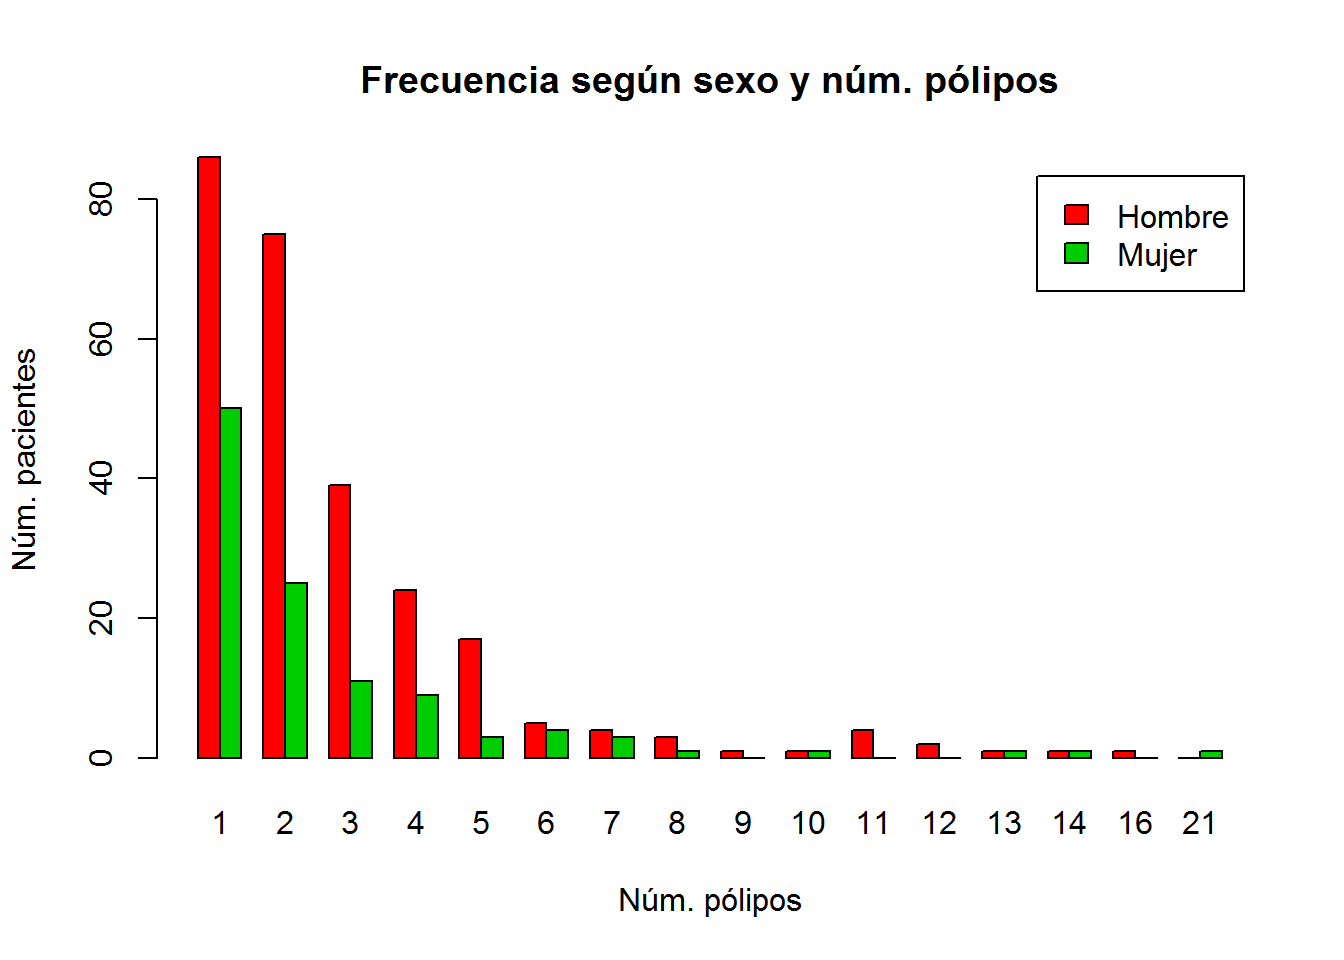 Frecuencia según sexo y núm. pólipos
Hombre
Mujer
Núm. pacientes
80
60
40
20
0
1 2 3 4 5 6 7 8 9 10 11 12 13 14 16 21
Núm. pólipos